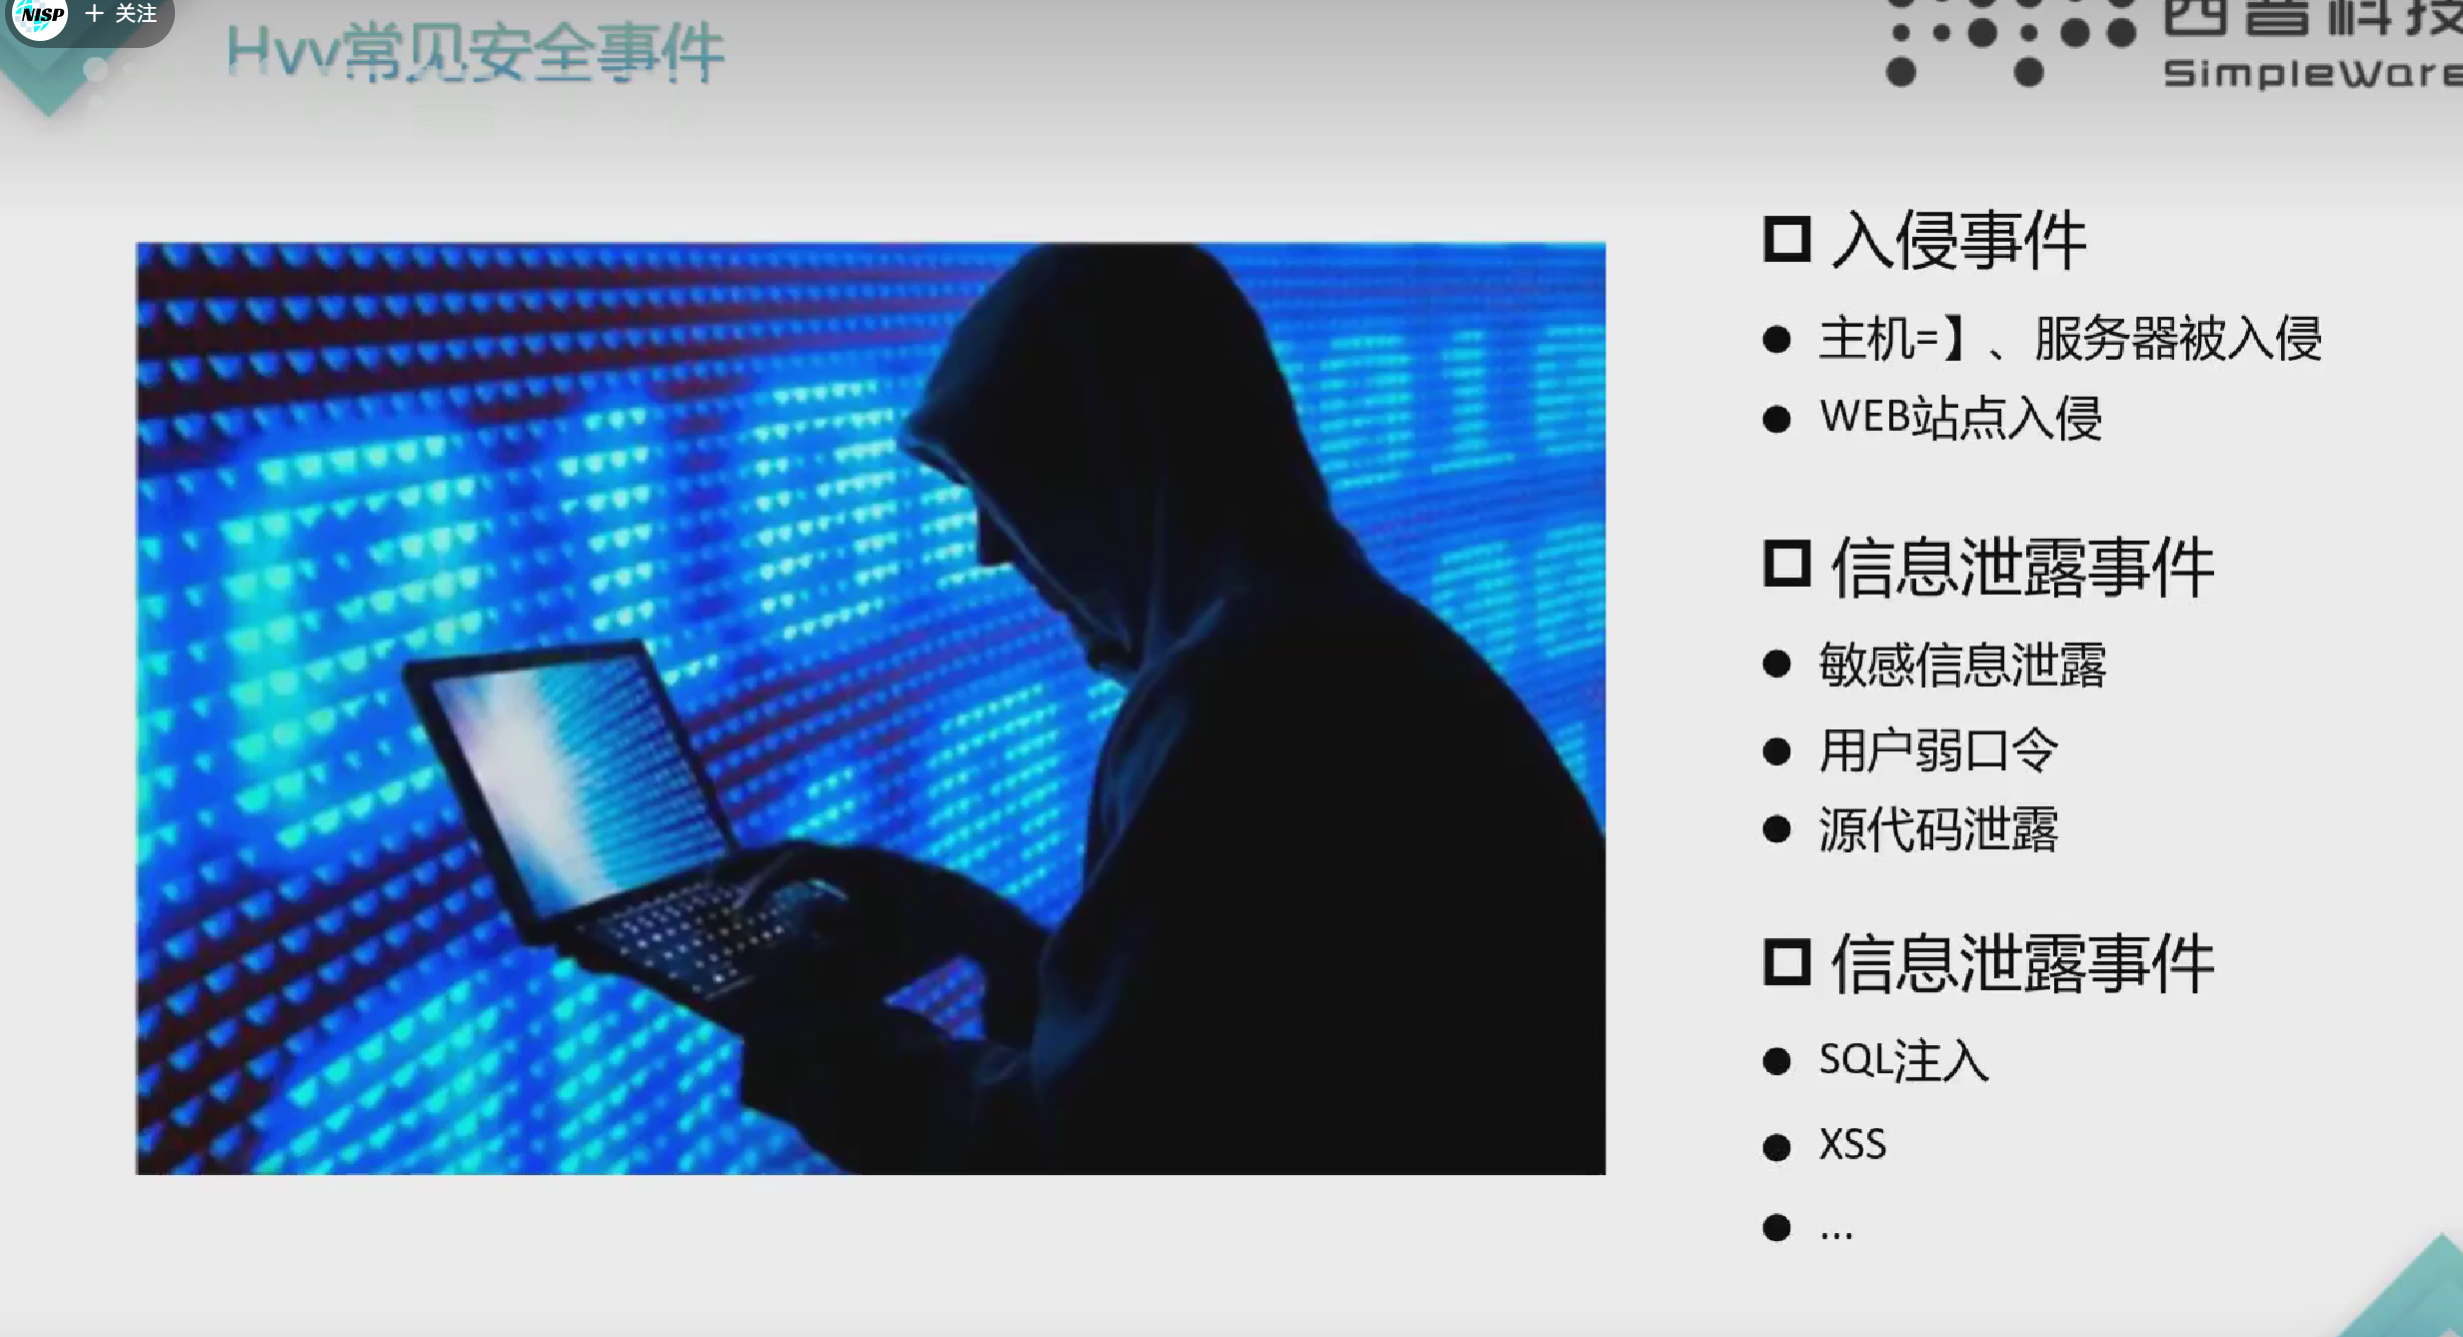 NISP
+ 关注
Hvv常见安全事件
西普科技
SimpleWare
入侵事件
主机=】、服务器被入侵
WEB站点入侵
信息泄露事件
敏感信息泄露
用户弱口令
源代码泄露
信息泄露事件
SQL注入
XSS
...